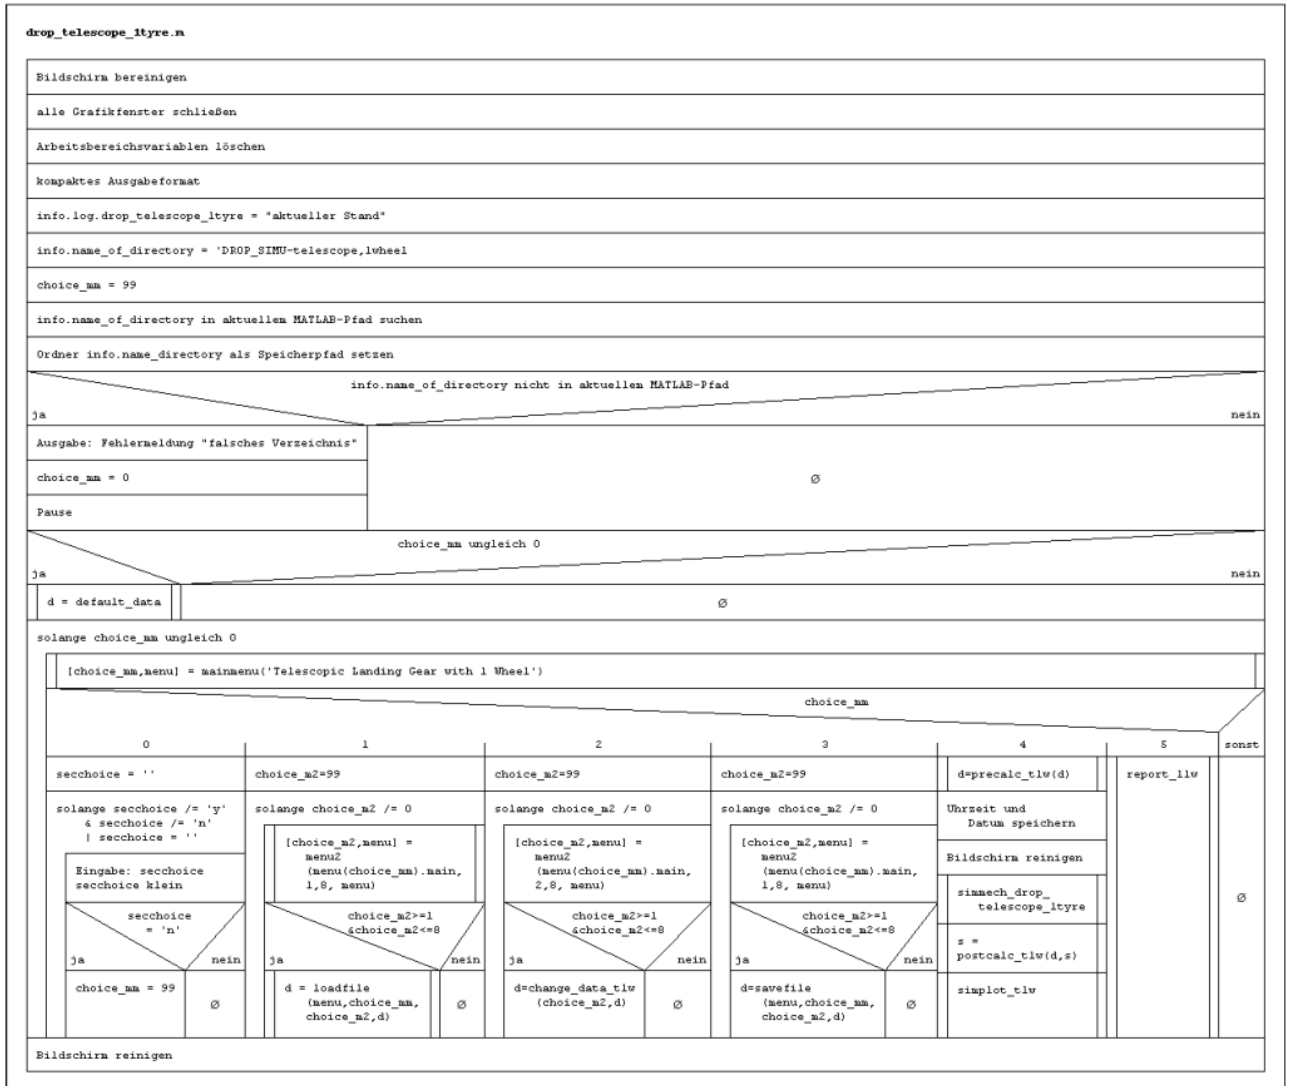 drop_telescope_1tyre.m
Bildschirm bereinigen
alle Grafikfenster schließen
Arbeitsbereichsvariablen löschen
kompaktes Ausgabeformat
info.log.drop_telescope_1tyre = "aktueller Stand"
info.name_of_directory = 'DROP_SIMU-telescope,1wheel
choice_mm = 99
info.name_of_directory in aktuellem MATLAB-Pfad suchen
Ordner info.name_directory als Speicherpfad setzen
info.name_of_directory nicht in aktuellem MATLAB-Pfad
ja
nein
Ausgabe: Fehlermeldung "falsches Verzeichnis"
choice_mm = 0
Pause
Ø
choice_mm ungleich 0
ja
nein
d = default_data
Ø
solange choice_mm ungleich 0
[choice_mm,menu] = mainmenu('Telescopic Landing Gear with 1 Wheel')
choice_mm
0
1
2
3
4
5
sonst
secchoice = ''
solange secchoice /= 'y'
& secchoice /= 'n'
| secchoice = ''
Eingabe: secchoice
secchoice klein
secchoice
= 'n'
ja
nein
choice_mm = 99
Ø
choice_m2=99
solange choice_m2 /= 0
[choice_m2,menu] =
menu2
(menu(choice_mm).main,
1,8, menu)
choice_m2>=1
&choice_m2<=8
ja
nein
d = loadfile
(menu,choice_mm,
choice_m2,d)
Ø
choice_m2=99
solange choice_m2 /= 0
[choice_m2,menu] =
menu2
(menu(choice_mm).main,
2,8, menu)
choice_m2>=1
&choice_m2<=8
ja
nein
d=change_data_tlw
(choice_m2,d)
Ø
choice_m2=99
solange choice_m2 /= 0
[choice_m2,menu] =
menu2
(menu(choice_mm).main,
1,8, menu)
choice_m2>=1
&choice_m2<=8
ja
nein
d=savefile
(menu,choice_mm,
choice_m2,d)
Ø
d=precalc_tlw(d)
Uhrzeit und
Datum speichern
Bildschirm reinigen
simmech_drop_
telescope_1tyre
s =
postcalc_tlw(d,s)
simplot_tlw
report_1lw
Ø
Bildschirm reinigen